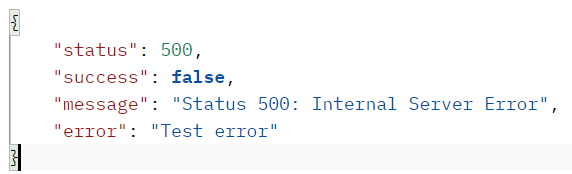 {
"status": 500,
"success": false,
"message": "Status 500: Internal Server Error",
"error": "Test error"
}